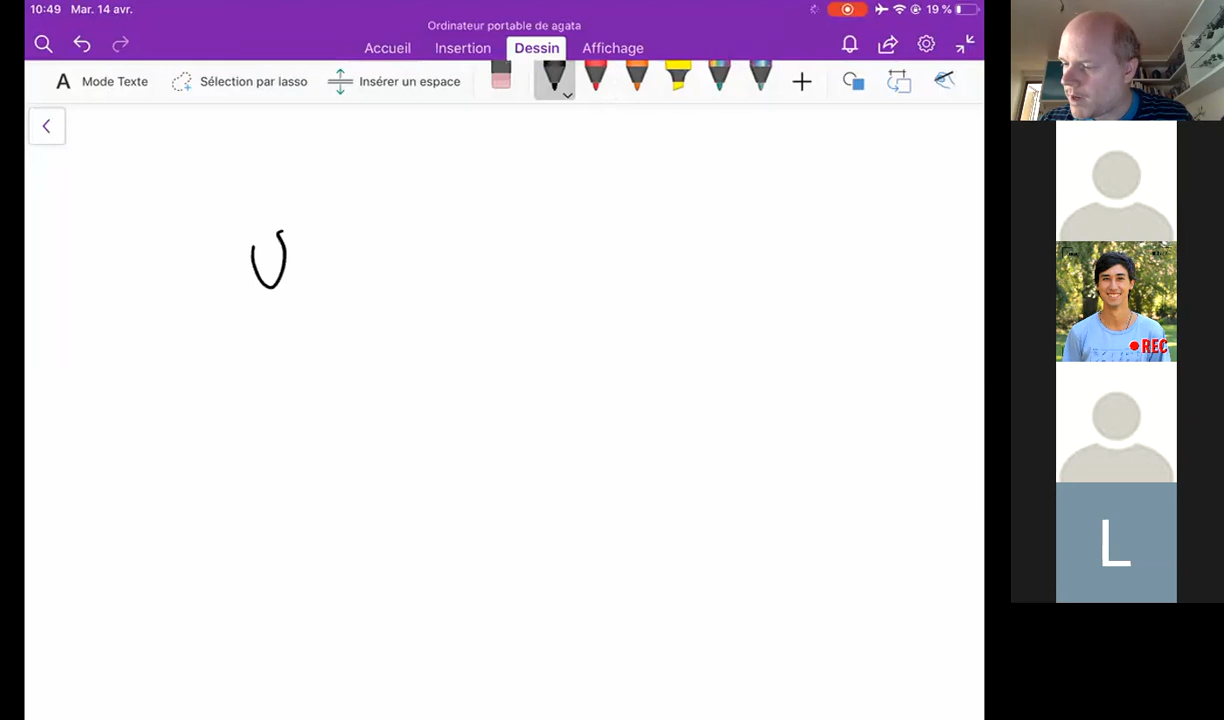 10:49 Mar. 14 avr. 19 %
Ordinateur portable de agata
Accueil Insertion Dessin Affichage
A Mode Texte Sélection par lasso Insérer un espace
U
REC
L